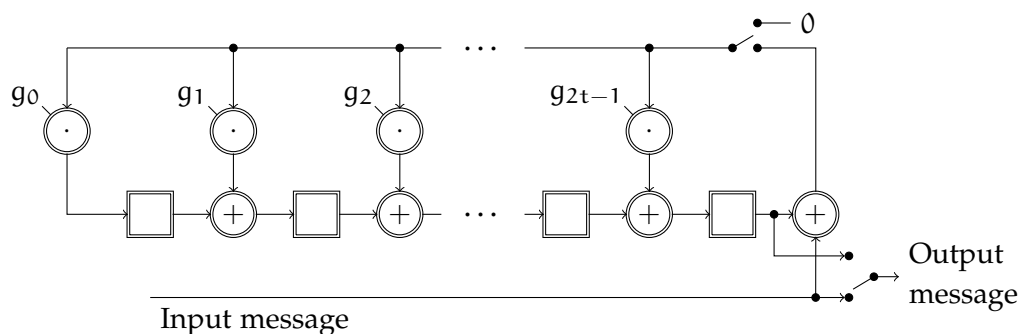 0
g₀
g₁
g₂
g₂ₜ₋₁
· · ·
·
·
·
·
+
+
· · ·
+
+
Output
message
Input message